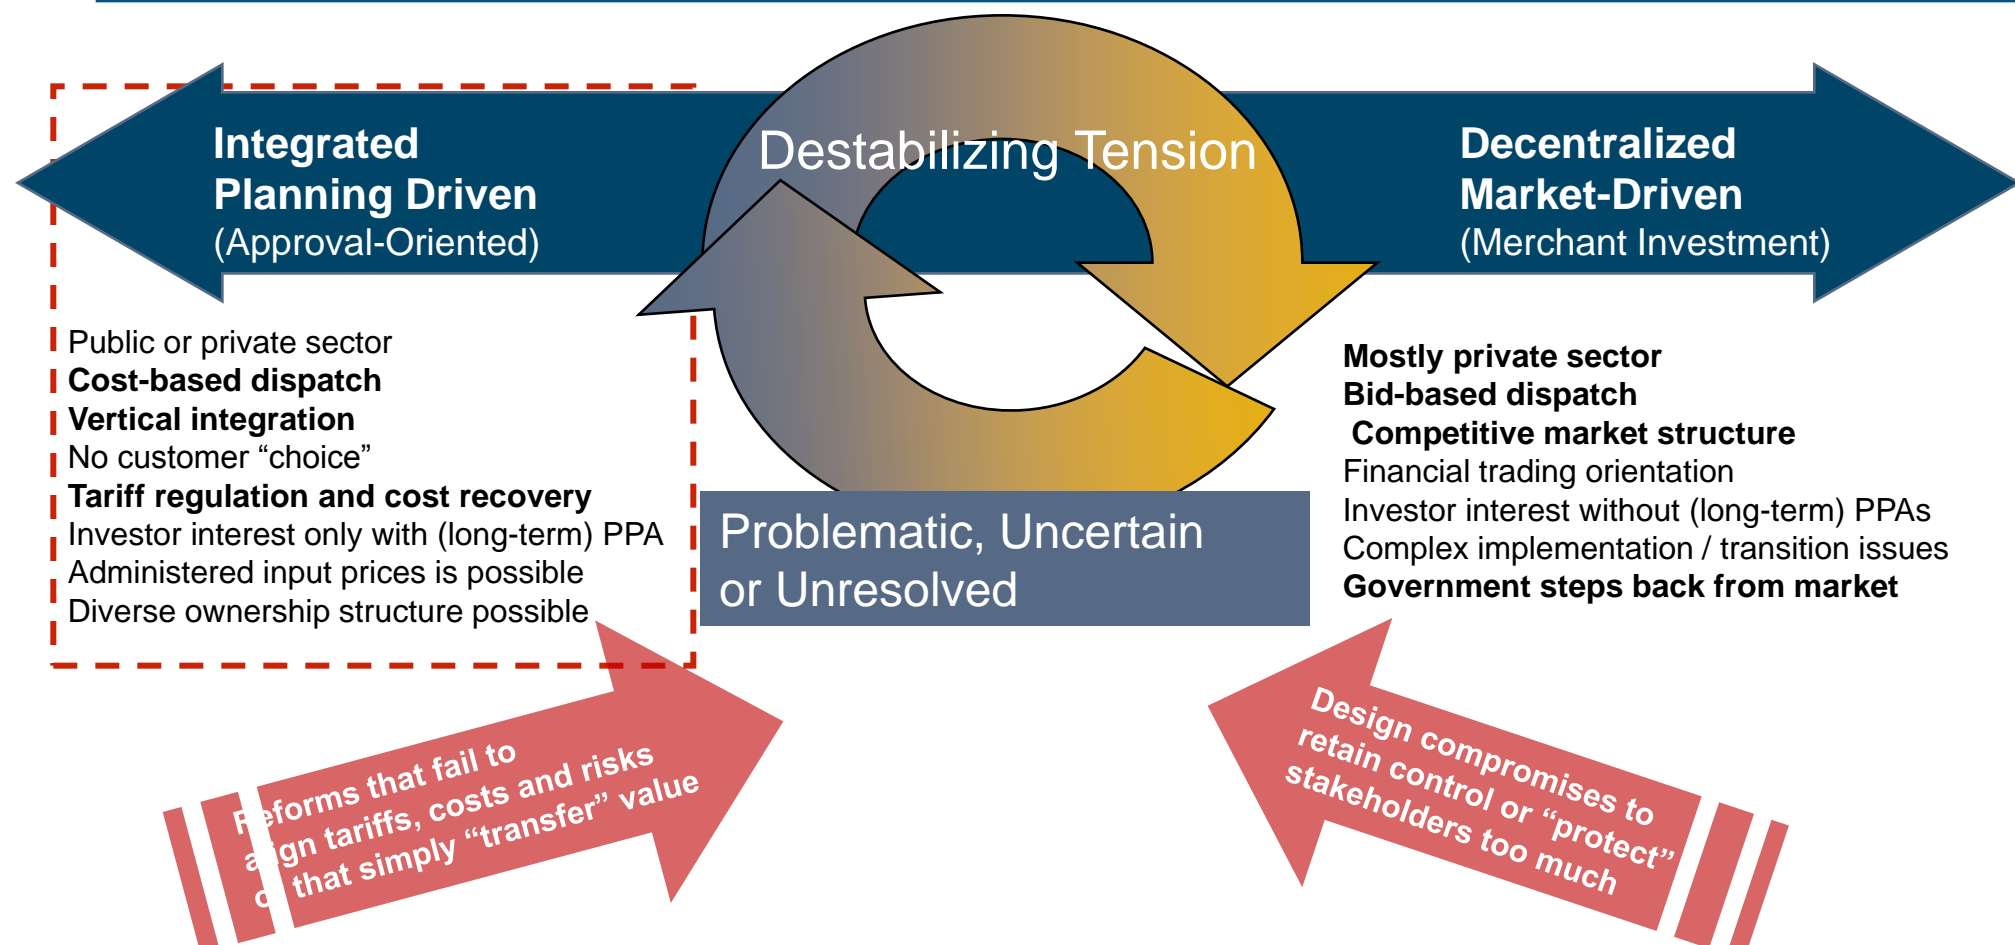 Integrated
Planning Driven
(Approval-Oriented)
Destabilizing Tension
Decentralized
Market-Driven
(Merchant Investment)
Public or private sector
Cost-based dispatch
Vertical integration
No customer “choice”
Tariff regulation and cost recovery
Investor interest only with (long-term) PPA
Administered input prices is possible
Diverse ownership structure possible
Problematic, Uncertain
or Unresolved
Mostly private sector
Bid-based dispatch
Competitive market structure
Financial trading orientation
Investor interest without (long-term) PPAs
Complex implementation / transition issues
Government steps back from market
Reforms that fail to
align tariffs, costs and risks
or that simply “transfer” value
Design compromises to
retain control or “protect”
stakeholders too much